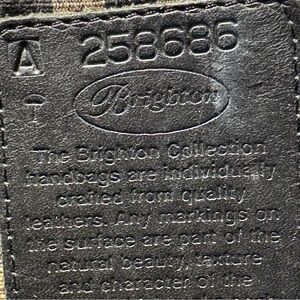 A 258686
Brighton
The Brighton Collection
handbags are individually
crafted from quality
leathers. Any markings on
the surface are part of the
natural beauty, texture
and character of the